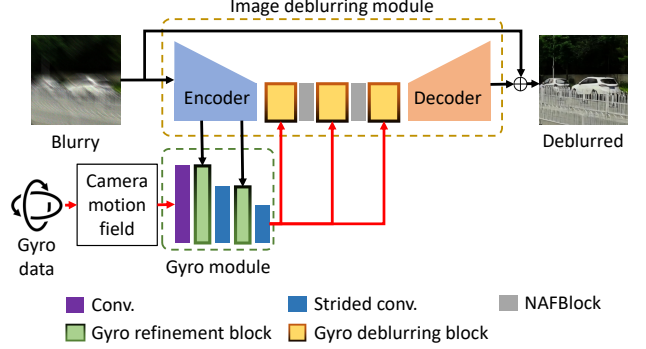 Image deblurring module
Encoder
Decoder
Blurry
Deblurred
Camera
motion
field
Gyro
data
Gyro module
Conv.
Strided conv.
NAFBlock
Gyro refinement block
Gyro deblurring block